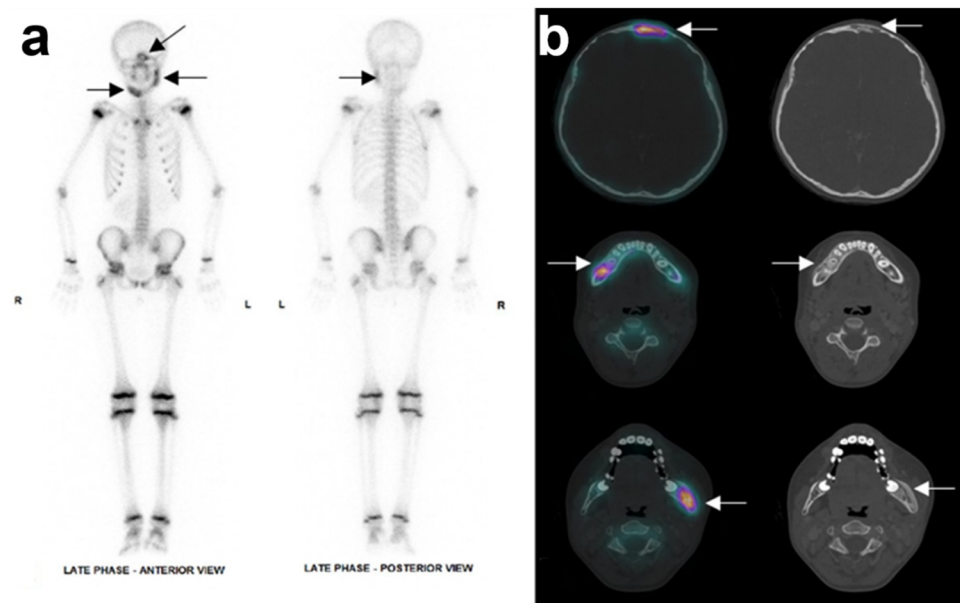 a
b
R
L
L
R
LATE PHASE - ANTERIOR VIEW
LATE PHASE - POSTERIOR VIEW